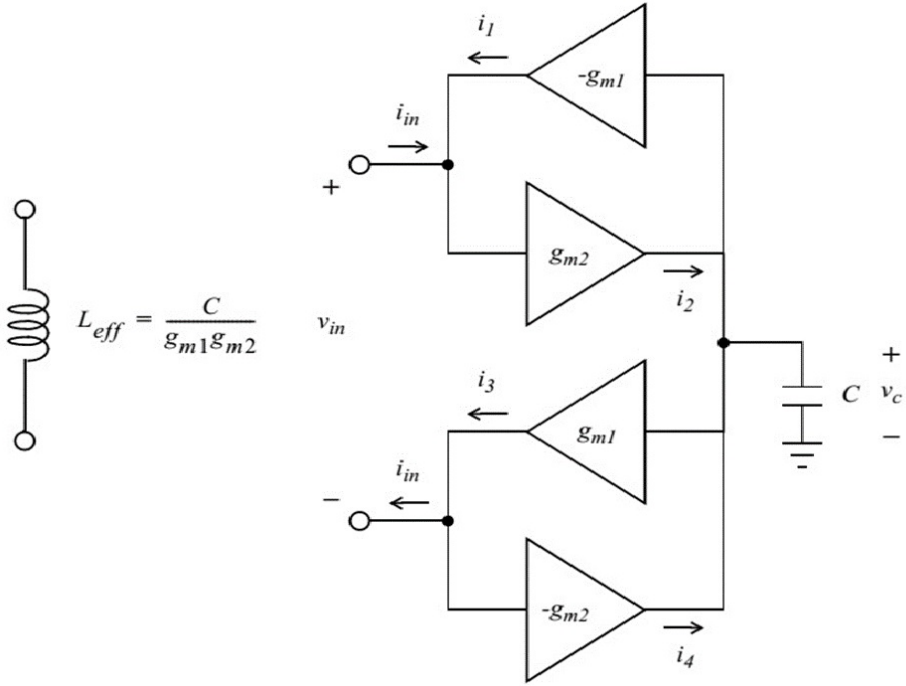 i1
-gm1
iin
+
gm2
i2
Leff = C / gm1gm2
vin
+
C vc
−
i3
gm1
iin
−
-gm2
i4